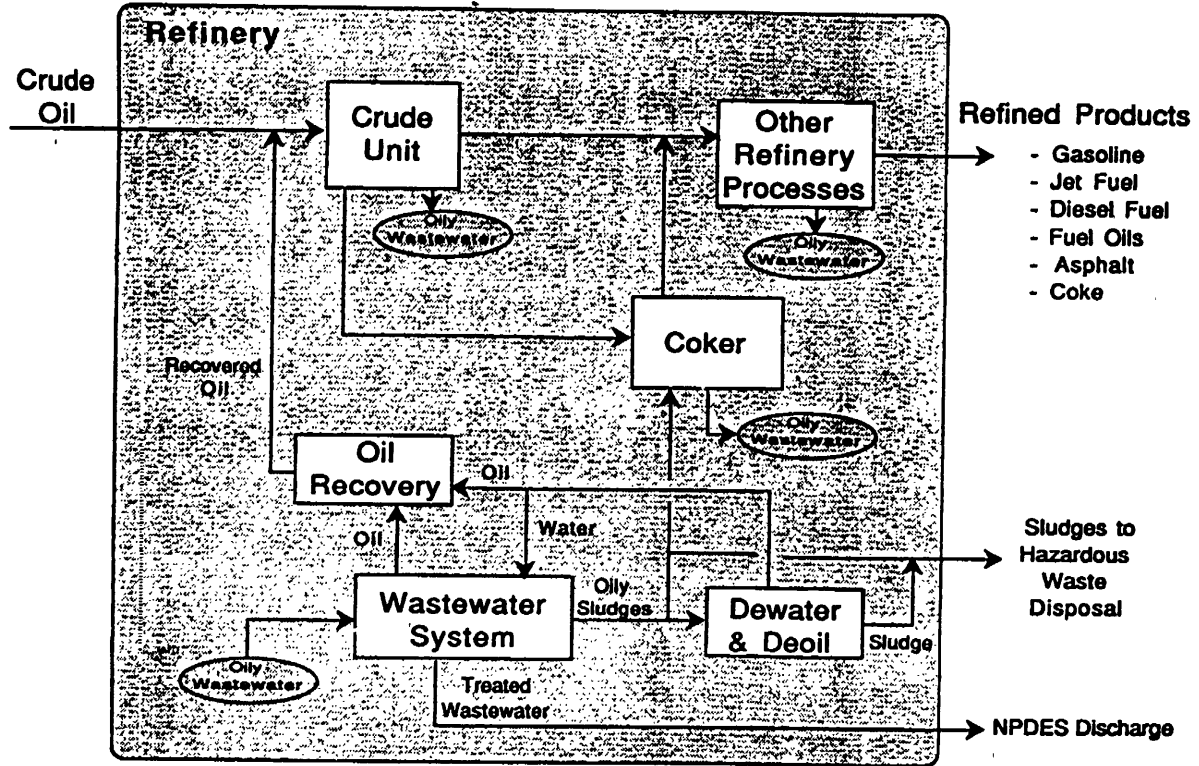 Refinery
Crude
Oil
Crude
Unit
Other
Refinery
Processes
Refined Products
- Gasoline
- Jet Fuel
- Diesel Fuel
- Fuel Oils
- Asphalt
- Coke
Oily
Wastewater
Oily
Wastewater
Coker
Recovered
Oil
Oily
Wastewater
Oil
Recovery
Oil
Water
Oil
Sludges to
Hazardous
Waste
Disposal
Wastewater
System
Oily
Sludges
Dewater
& Deoil
Sludge
Oily
Wastewater
Treated
Wastewater
NPDES Discharge